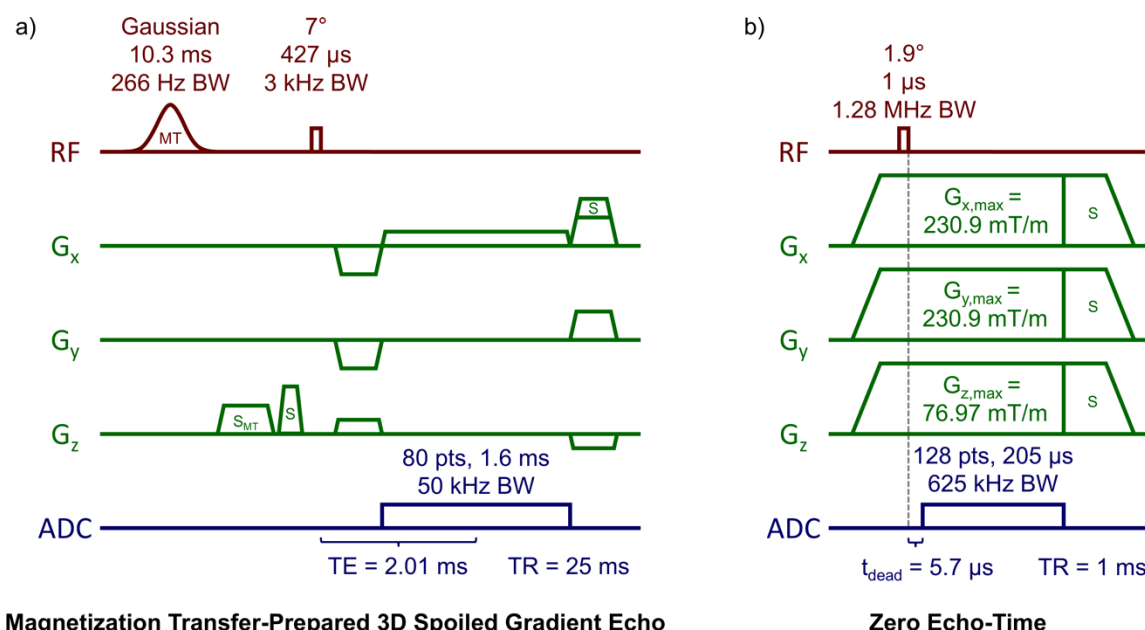 a)
Gaussian
10.3 ms
266 Hz BW
7°
427 µs
3 kHz BW
MT
RF
Gx
S
Gy
Gz
SMT
S
80 pts, 1.6 ms
50 kHz BW
ADC
TE = 2.01 ms
TR = 25 ms
Magnetization Transfer-Prepared 3D Spoiled Gradient Echo
b)
1.9°
1 µs
1.28 MHz BW
RF
Gx,max =
230.9 mT/m
S
Gx
Gy,max =
230.9 mT/m
S
Gy
Gz,max =
76.97 mT/m
S
Gz
128 pts, 205 µs
625 kHz BW
ADC
tdead = 5.7 µs
TR = 1 ms
Zero Echo-Time